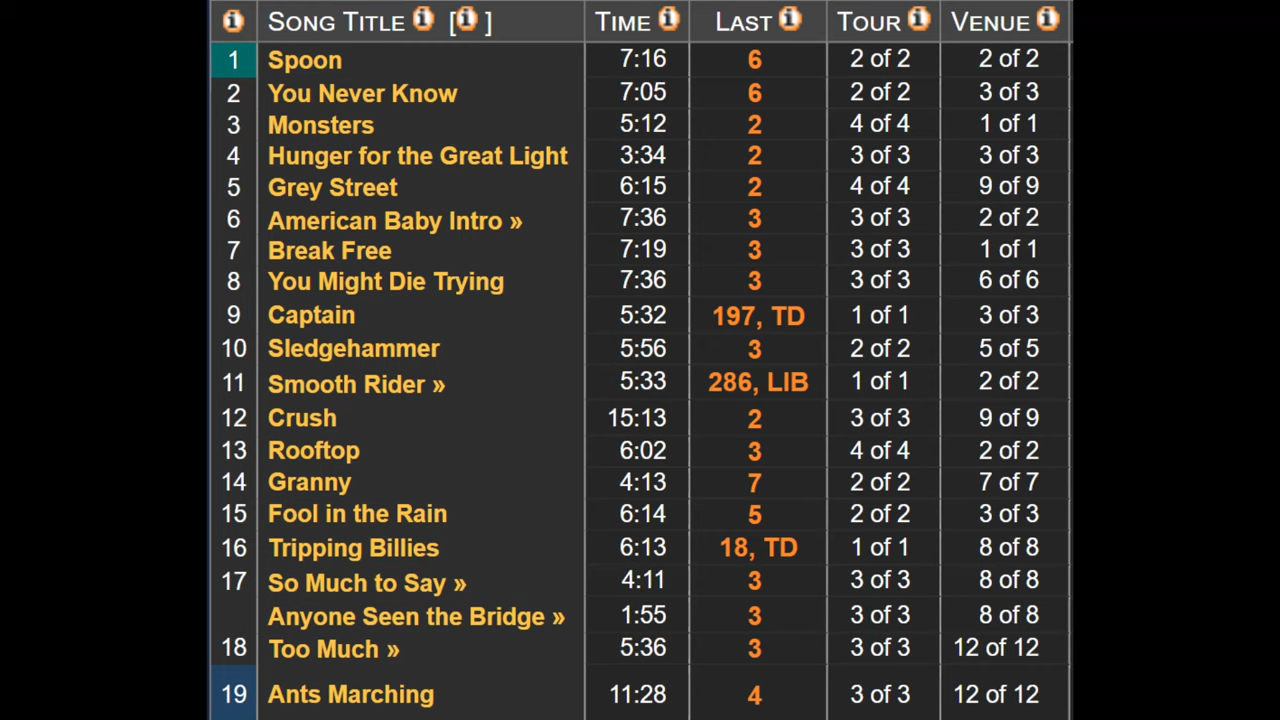 Song Title [ ] Time Last Tour Venue
1 Spoon 7:16 6 2 of 2 2 of 2
2 You Never Know 7:05 6 2 of 2 3 of 3
3 Monsters 5:12 2 4 of 4 1 of 1
4 Hunger for the Great Light 3:34 2 3 of 3 3 of 3
5 Grey Street 6:15 2 4 of 4 9 of 9
6 American Baby Intro » 7:36 3 3 of 3 2 of 2
7 Break Free 7:19 3 3 of 3 1 of 1
8 You Might Die Trying 7:36 3 3 of 3 6 of 6
9 Captain 5:32 197, TD 1 of 1 3 of 3
10 Sledgehammer 5:56 3 2 of 2 5 of 5
11 Smooth Rider » 5:33 286, LIB 1 of 1 2 of 2
12 Crush 15:13 2 3 of 3 9 of 9
13 Rooftop 6:02 3 4 of 4 2 of 2
14 Granny 4:13 7 2 of 2 7 of 7
15 Fool in the Rain 6:14 5 2 of 2 3 of 3
16 Tripping Billies 6:13 18, TD 1 of 1 8 of 8
17 So Much to Say » 4:11 3 3 of 3 8 of 8
Anyone Seen the Bridge » 1:55 3 3 of 3 8 of 8
18 Too Much » 5:36 3 3 of 3 12 of 12
19 Ants Marching 11:28 4 3 of 3 12 of 12